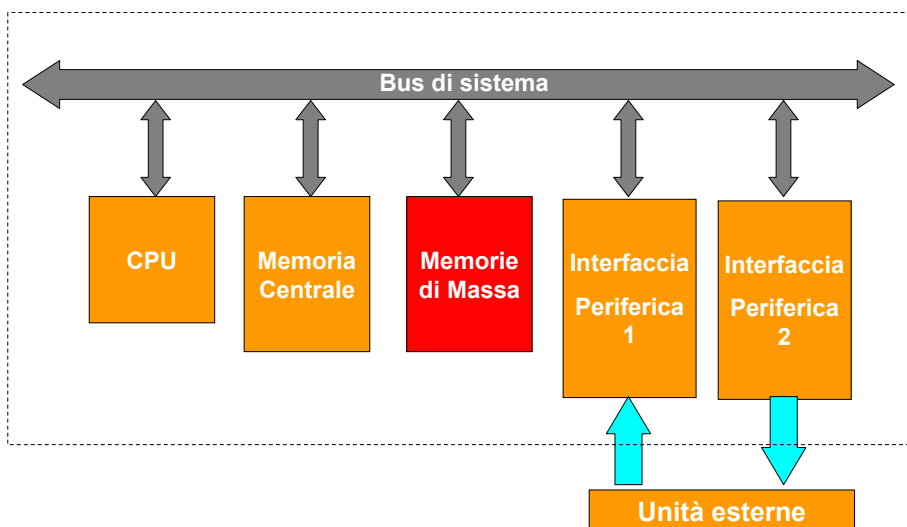 Bus di sistema
CPU
Memoria
Centrale
Memorie
di Massa
Interfaccia
Periferica
1
Interfaccia
Periferica
2
Unità esterne